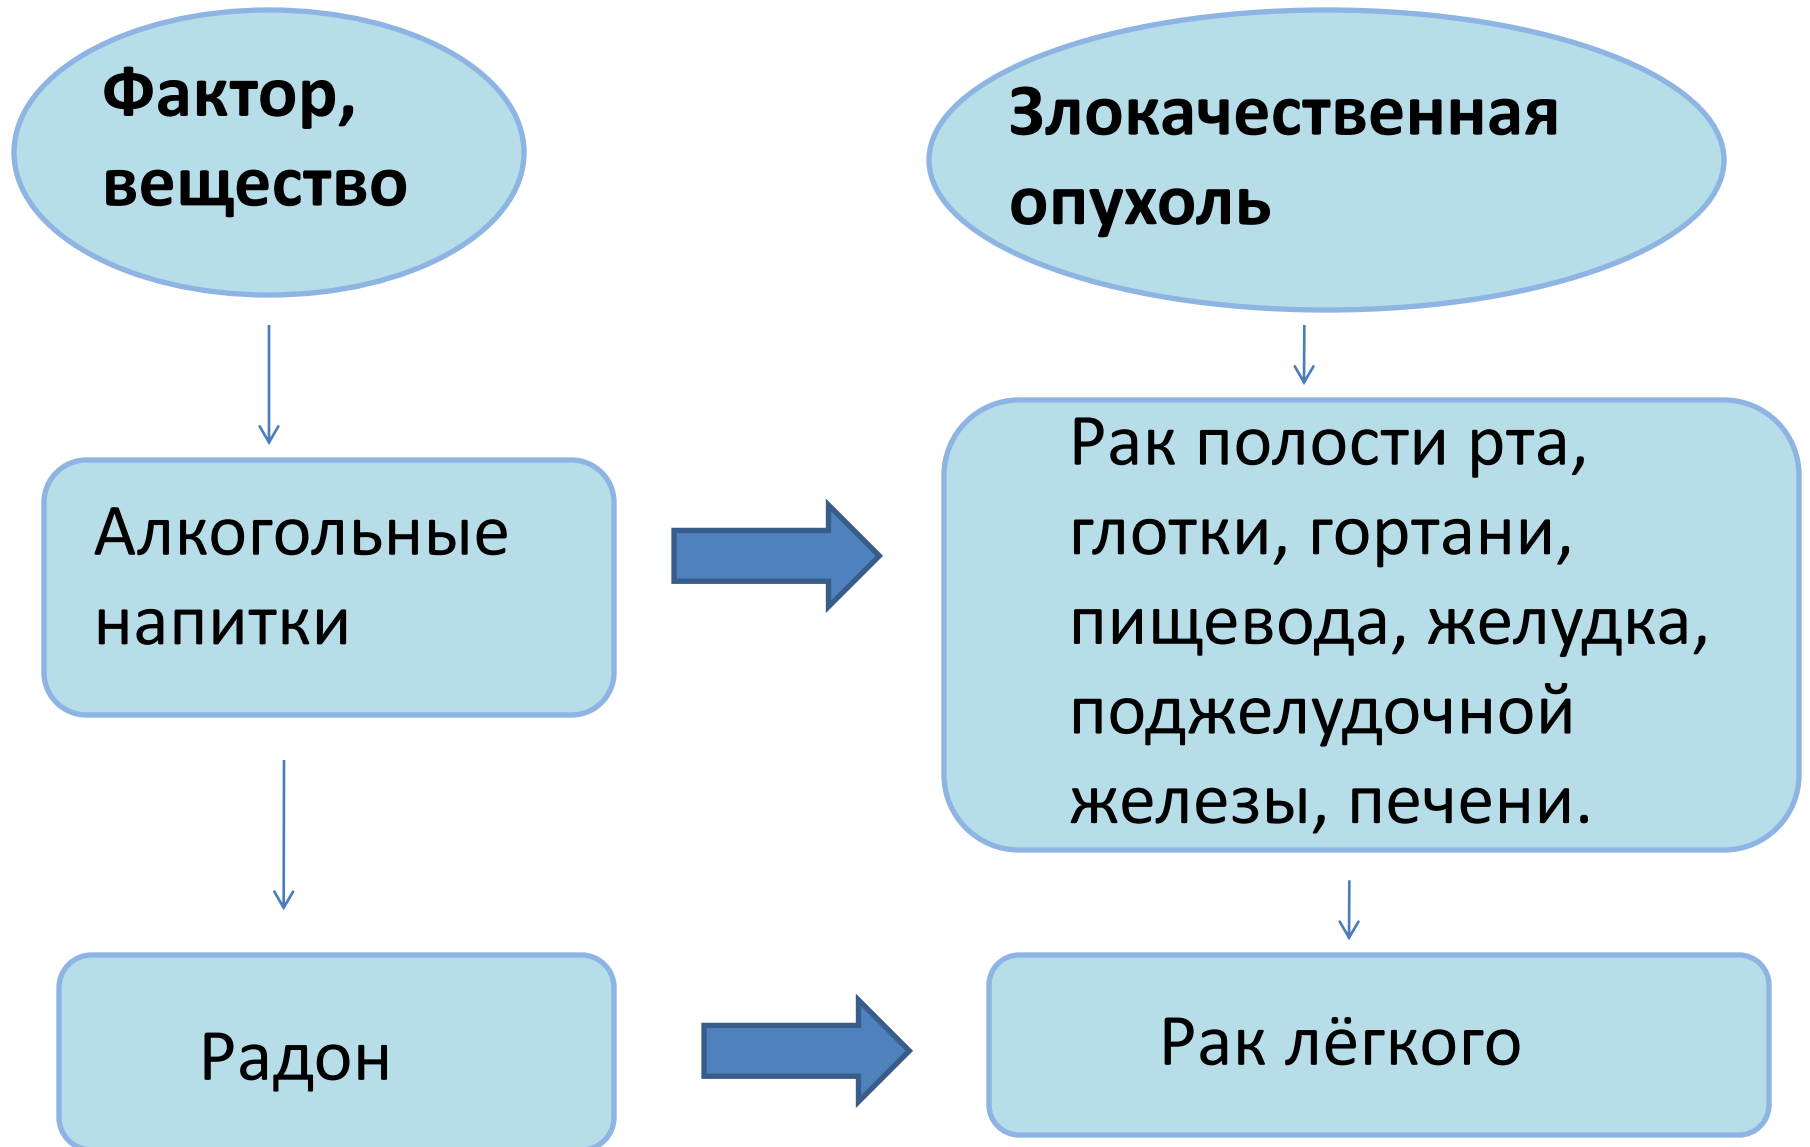 Фактор,
вещество
Злокачественная
опухоль
Алкогольные
напитки
Рак полости рта,
глотки, гортани,
пищевода, желудка,
поджелудочной
железы, печени.
Радон
Рак лёгкого